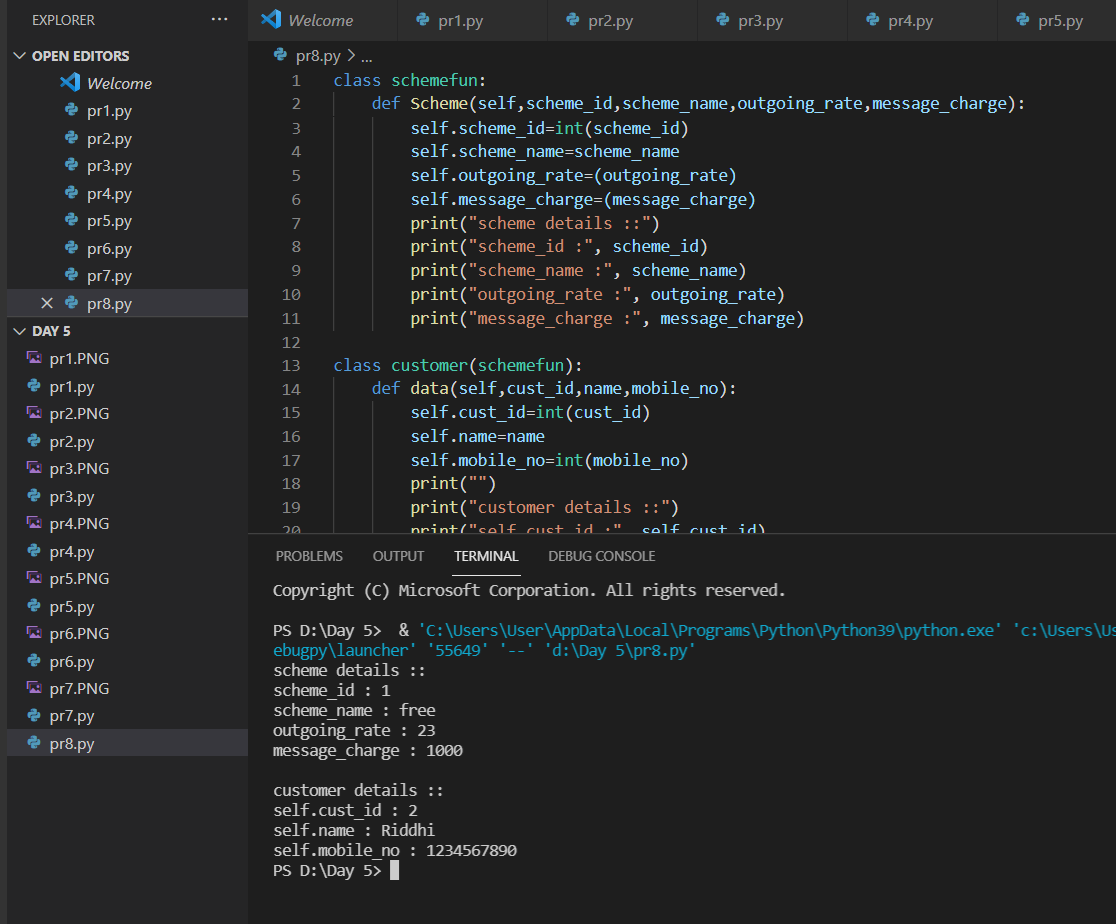 EXPLORER ...
OPEN EDITORS
Welcome
pr1.py
pr2.py
pr3.py
pr4.py
pr5.py
pr6.py
pr7.py
pr8.py
DAY 5
pr1.PNG
pr1.py
pr2.PNG
pr2.py
pr3.PNG
pr3.py
pr4.PNG
pr4.py
pr5.PNG
pr5.py
pr6.PNG
pr6.py
pr7.PNG
pr7.py
pr8.py
Welcome pr1.py pr2.py pr3.py pr4.py pr5.py
pr8.py > ...
1 class schemefun:
2     def Scheme(self,scheme_id,scheme_name,outgoing_rate,message_charge):
3         self.scheme_id=int(scheme_id)
4         self.scheme_name=scheme_name
5         self.outgoing_rate=(outgoing_rate)
6         self.message_charge=(message_charge)
7         print("scheme details ::")
8         print("scheme_id :", scheme_id)
9         print("scheme_name :", scheme_name)
10         print("outgoing_rate :", outgoing_rate)
11         print("message_charge :", message_charge)
12
13 class customer(schemefun):
14     def data(self,cust_id,name,mobile_no):
15         self.cust_id=int(cust_id)
16         self.name=name
17         self.mobile_no=int(mobile_no)
18         print("")
19         print("customer details ::")
20         print("self.cust_id :", self.cust_id)
PROBLEMS OUTPUT TERMINAL DEBUG CONSOLE
Copyright (C) Microsoft Corporation. All rights reserved.
PS D:\Day 5>  & 'C:\Users\User\AppData\Local\Programs\Python\Python39\python.exe' 'c:\Users\Us
ebugpy\launcher' '55649' '--' 'd:\Day 5\pr8.py'
scheme details ::
scheme_id : 1
scheme_name : free
outgoing_rate : 23
message_charge : 1000
customer details ::
self.cust_id : 2
self.name : Riddhi
self.mobile_no : 1234567890
PS D:\Day 5>